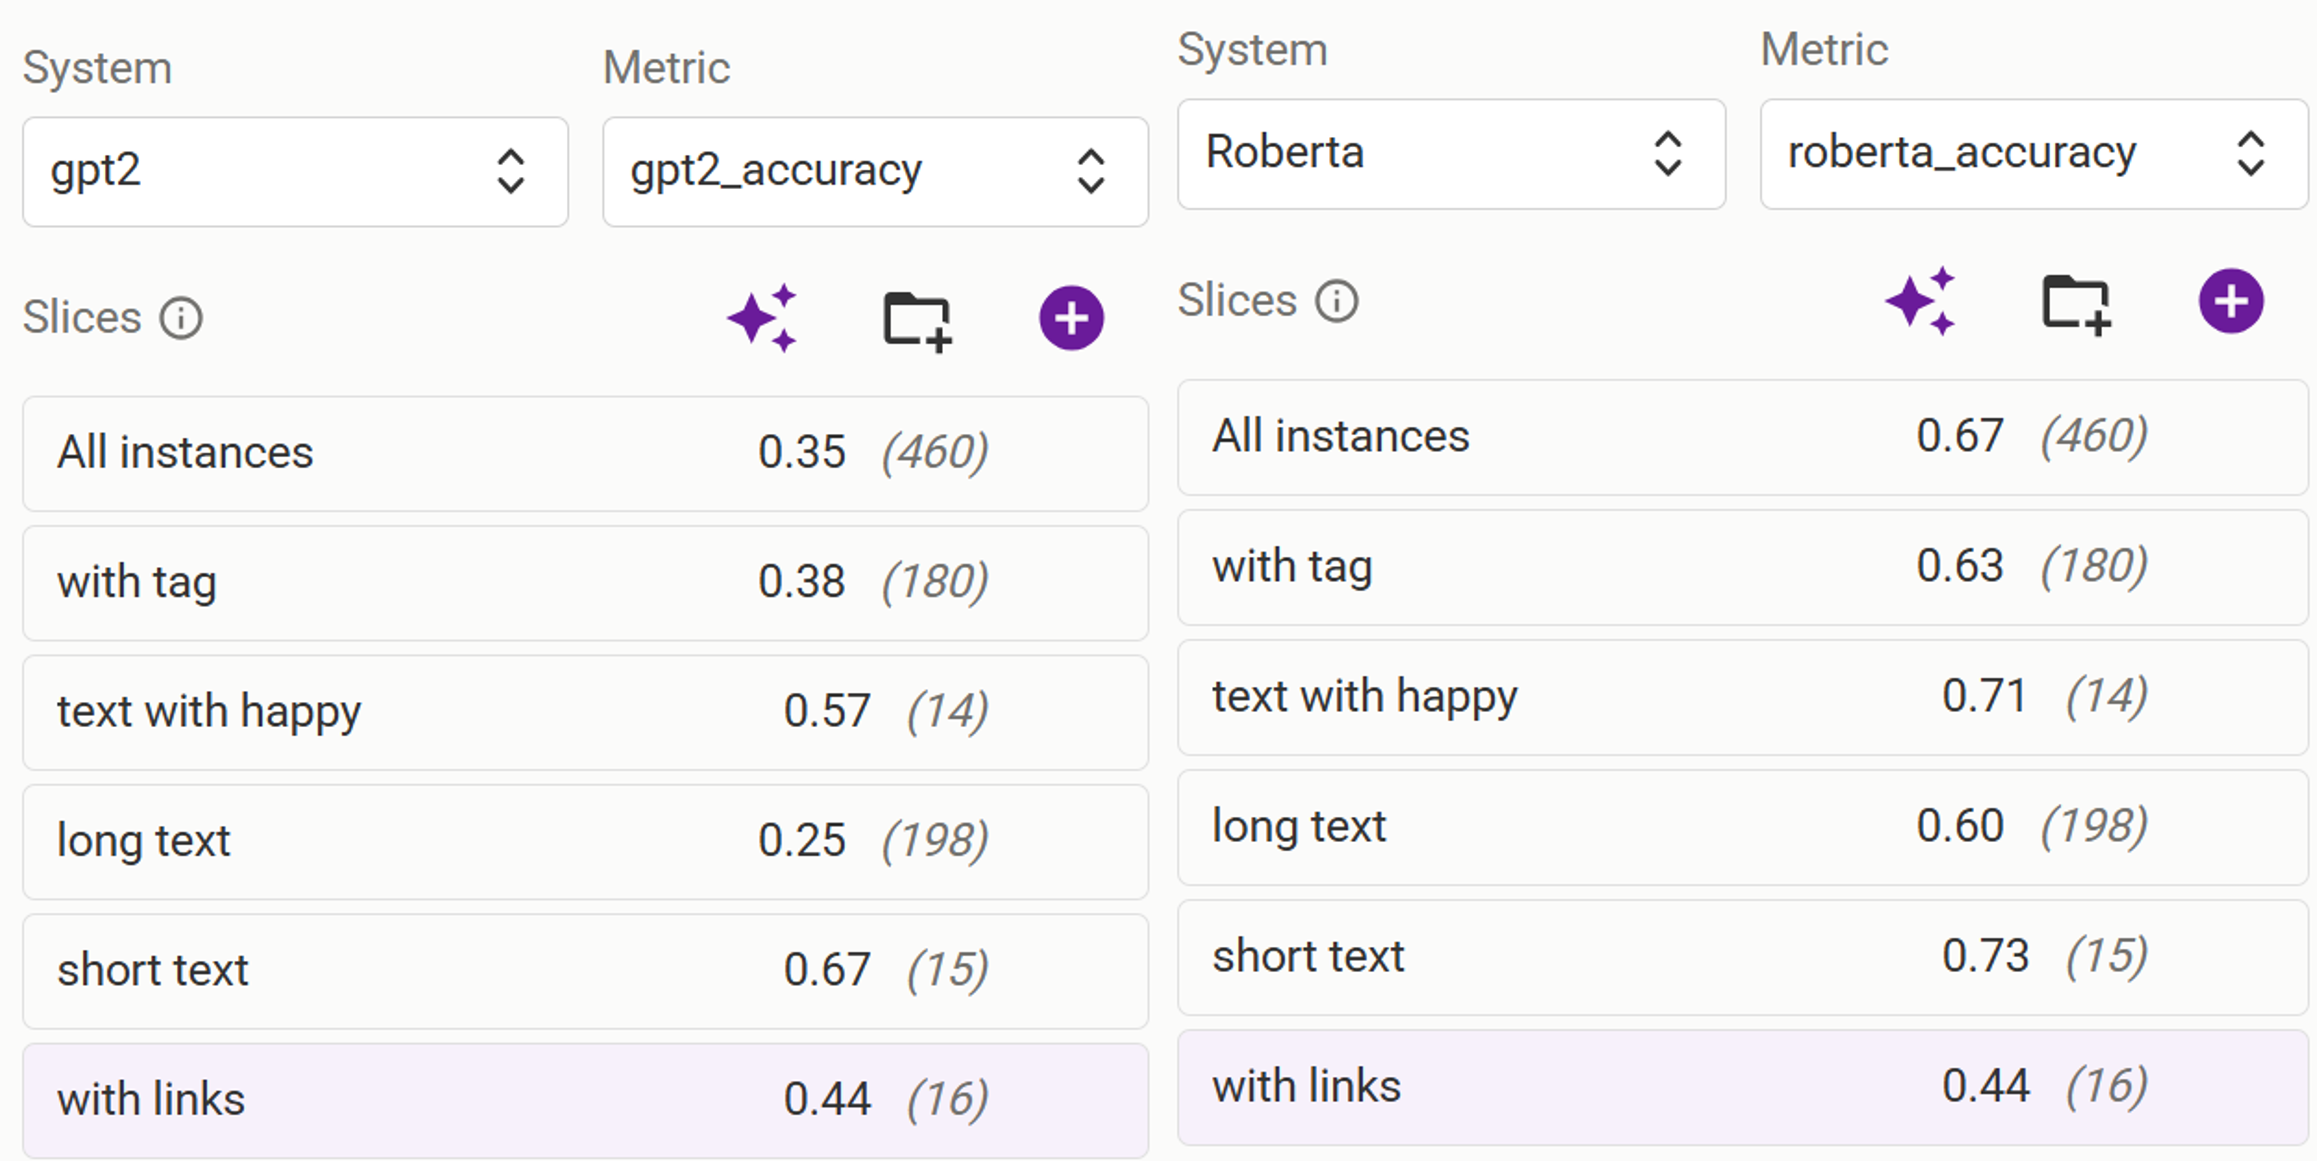 System Metric
gpt2 gpt2_accuracy
Slices
All instances 0.35 (460)
with tag 0.38 (180)
text with happy 0.57 (14)
long text 0.25 (198)
short text 0.67 (15)
with links 0.44 (16)
System Metric
Roberta roberta_accuracy
Slices
All instances 0.67 (460)
with tag 0.63 (180)
text with happy 0.71 (14)
long text 0.60 (198)
short text 0.73 (15)
with links 0.44 (16)